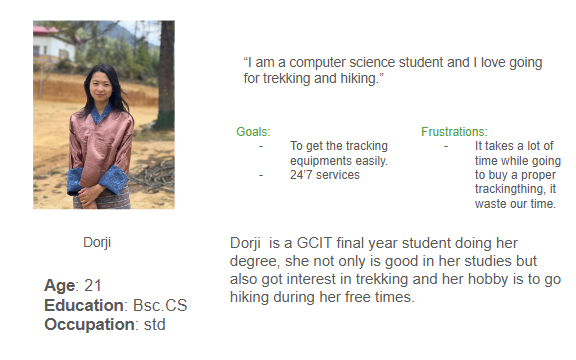 “I am a computer science student and I love going
for trekking and hiking.”
Goals:
- To get the tracking
equipments easily.
- 24’7 services
Frustrations:
- It takes a lot of
time while going
to buy a proper
trackingthing, it
waste our time.
Dorji
Age: 21
Education: Bsc.CS
Occupation: std
Dorji is a GCIT final year student doing her
degree, she not only is good in her studies but
also got interest in trekking and her hobby is to go
hiking during her free times.